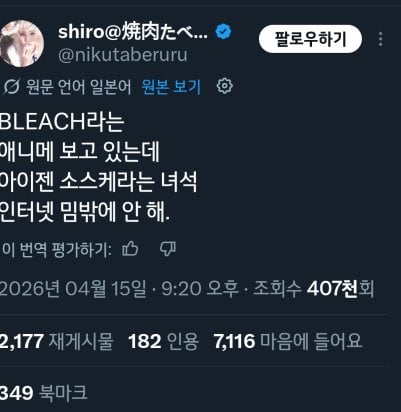 shiro@焼肉たべ...
@nikutaberuru
팔로우하기
원문 언어 일본어 원본 보기
BLEACH라는
애니메 보고 있는데
아이젠 소스케라는 녀석
인터넷 밈밖에 안 해.
이 번역 평가하기:
2026년 04월 15일 · 9:20 오후 · 조회수 407천회
2,177 재게시물 182 인용 7,116 마음에 들어요
349 북마크